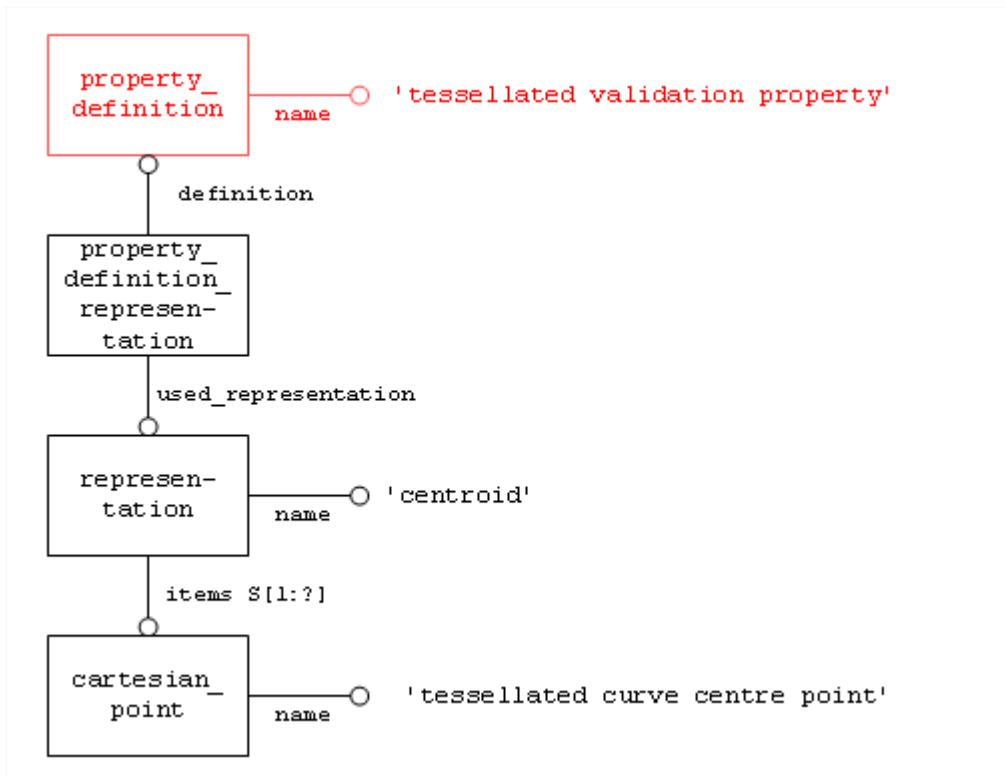 property_
definition
name
'tessellated validation property'
definition
property_
definition_
represen-
tation
used_representation
represen-
tation
name
'centroid'
items S[1:?]
cartesian_
point
name
'tessellated curve centre point'